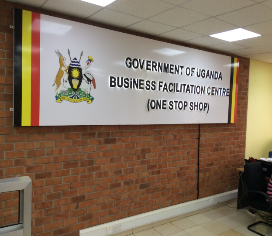 GOVERNMENT OF UGANDA
BUSINESS FACILITATION CENTRE
(ONE STOP SHOP)